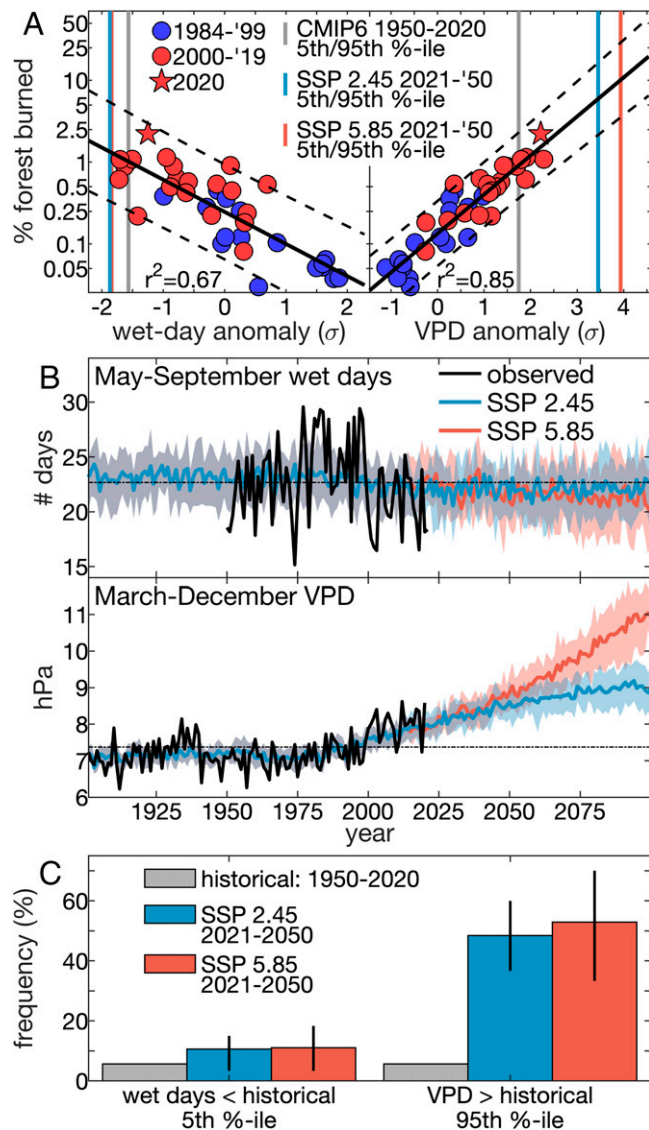 A
1984-'99
2000-'19
2020
CMIP6 1950-2020
5th/95th %-ile
SSP 2.45 2021-'50
5th/95th %-ile
SSP 5.85 2021-'50
5th/95th %-ile
% forest burned
50
25
10
5
2.5
1
0.5
0.25
0.1
0.05
r²=0.67
r²=0.85
-2 -1 0 1 2
-1 0 1 2 3 4
wet-day anomaly (σ)
VPD anomaly (σ)
B
May-September wet days
observed
SSP 2.45
SSP 5.85
# days
30
26
22
18
14
March-December VPD
hPa
11
10
9
8
7
6
1925 1950 1975 2000 2025 2050 2075
year
C
historical: 1950-2020
SSP 2.45
2021-2050
SSP 5.85
2021-2050
frequency (%)
60
40
20
0
wet days < historical
5th %-ile
VPD > historical
95th %-ile